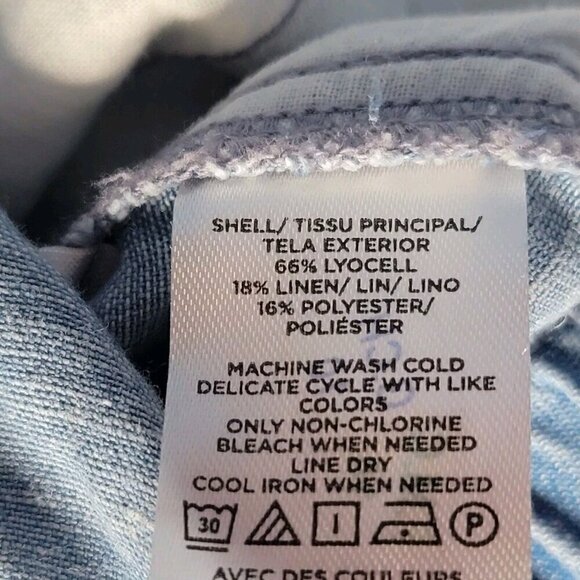 SHELL/ TISSU PRINCIPAL/
TELA EXTERIOR
66% LYOCELL
18% LINEN/ LIN/ LINO
16% POLYESTER/
POLIÉSTER
MACHINE WASH COLD
DELICATE CYCLE WITH LIKE
COLORS
ONLY NON-CHLORINE
BLEACH WHEN NEEDED
LINE DRY
COOL IRON WHEN NEEDED
30 P
AVEC DES COULEURS